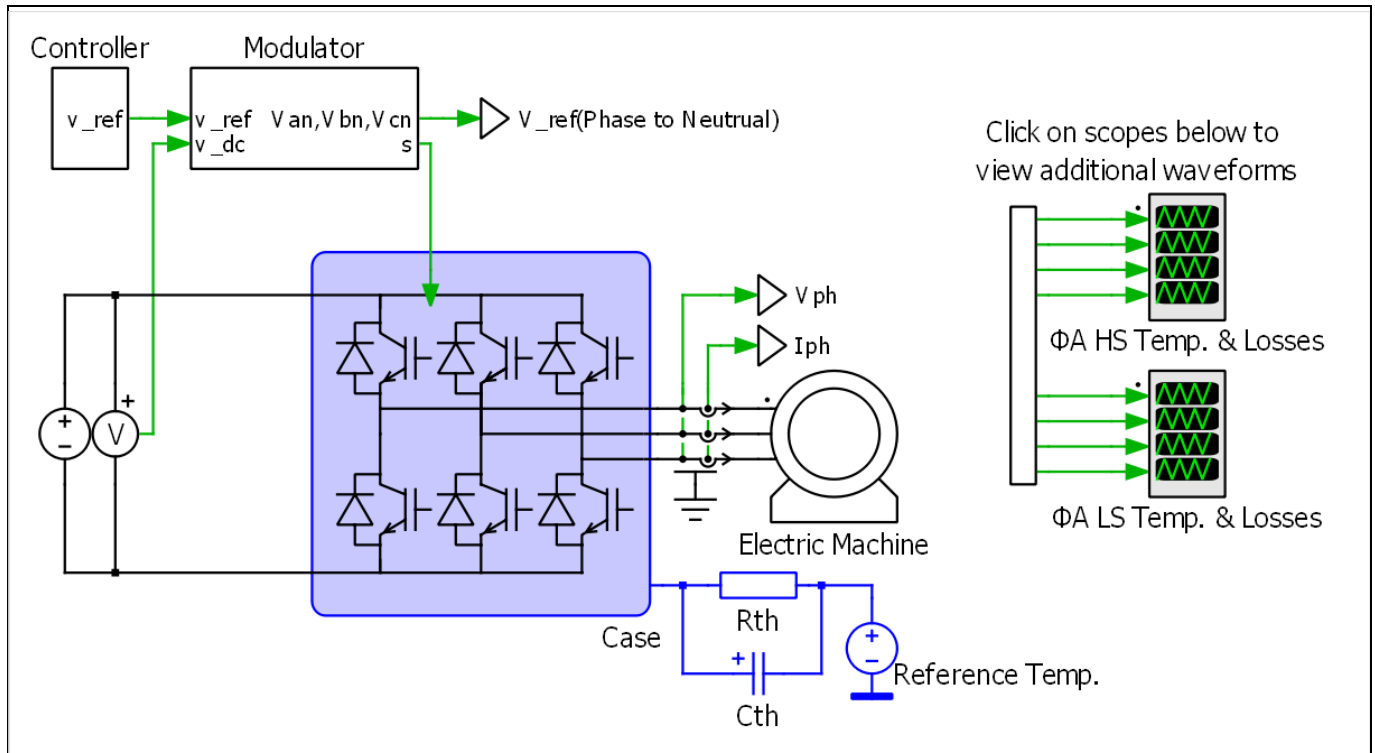 Controller
Modulator
v_ref
v_ref
Van,Vbn,Vcn
v_dc
s
V_ref(Phase to Neutrual)
Click on scopes below to
view additional waveforms
ΦA HS Temp. & Losses
ΦA LS Temp. & Losses
Vph
Iph
V
Electric Machine
Case
Rth
Cth
Reference Temp.